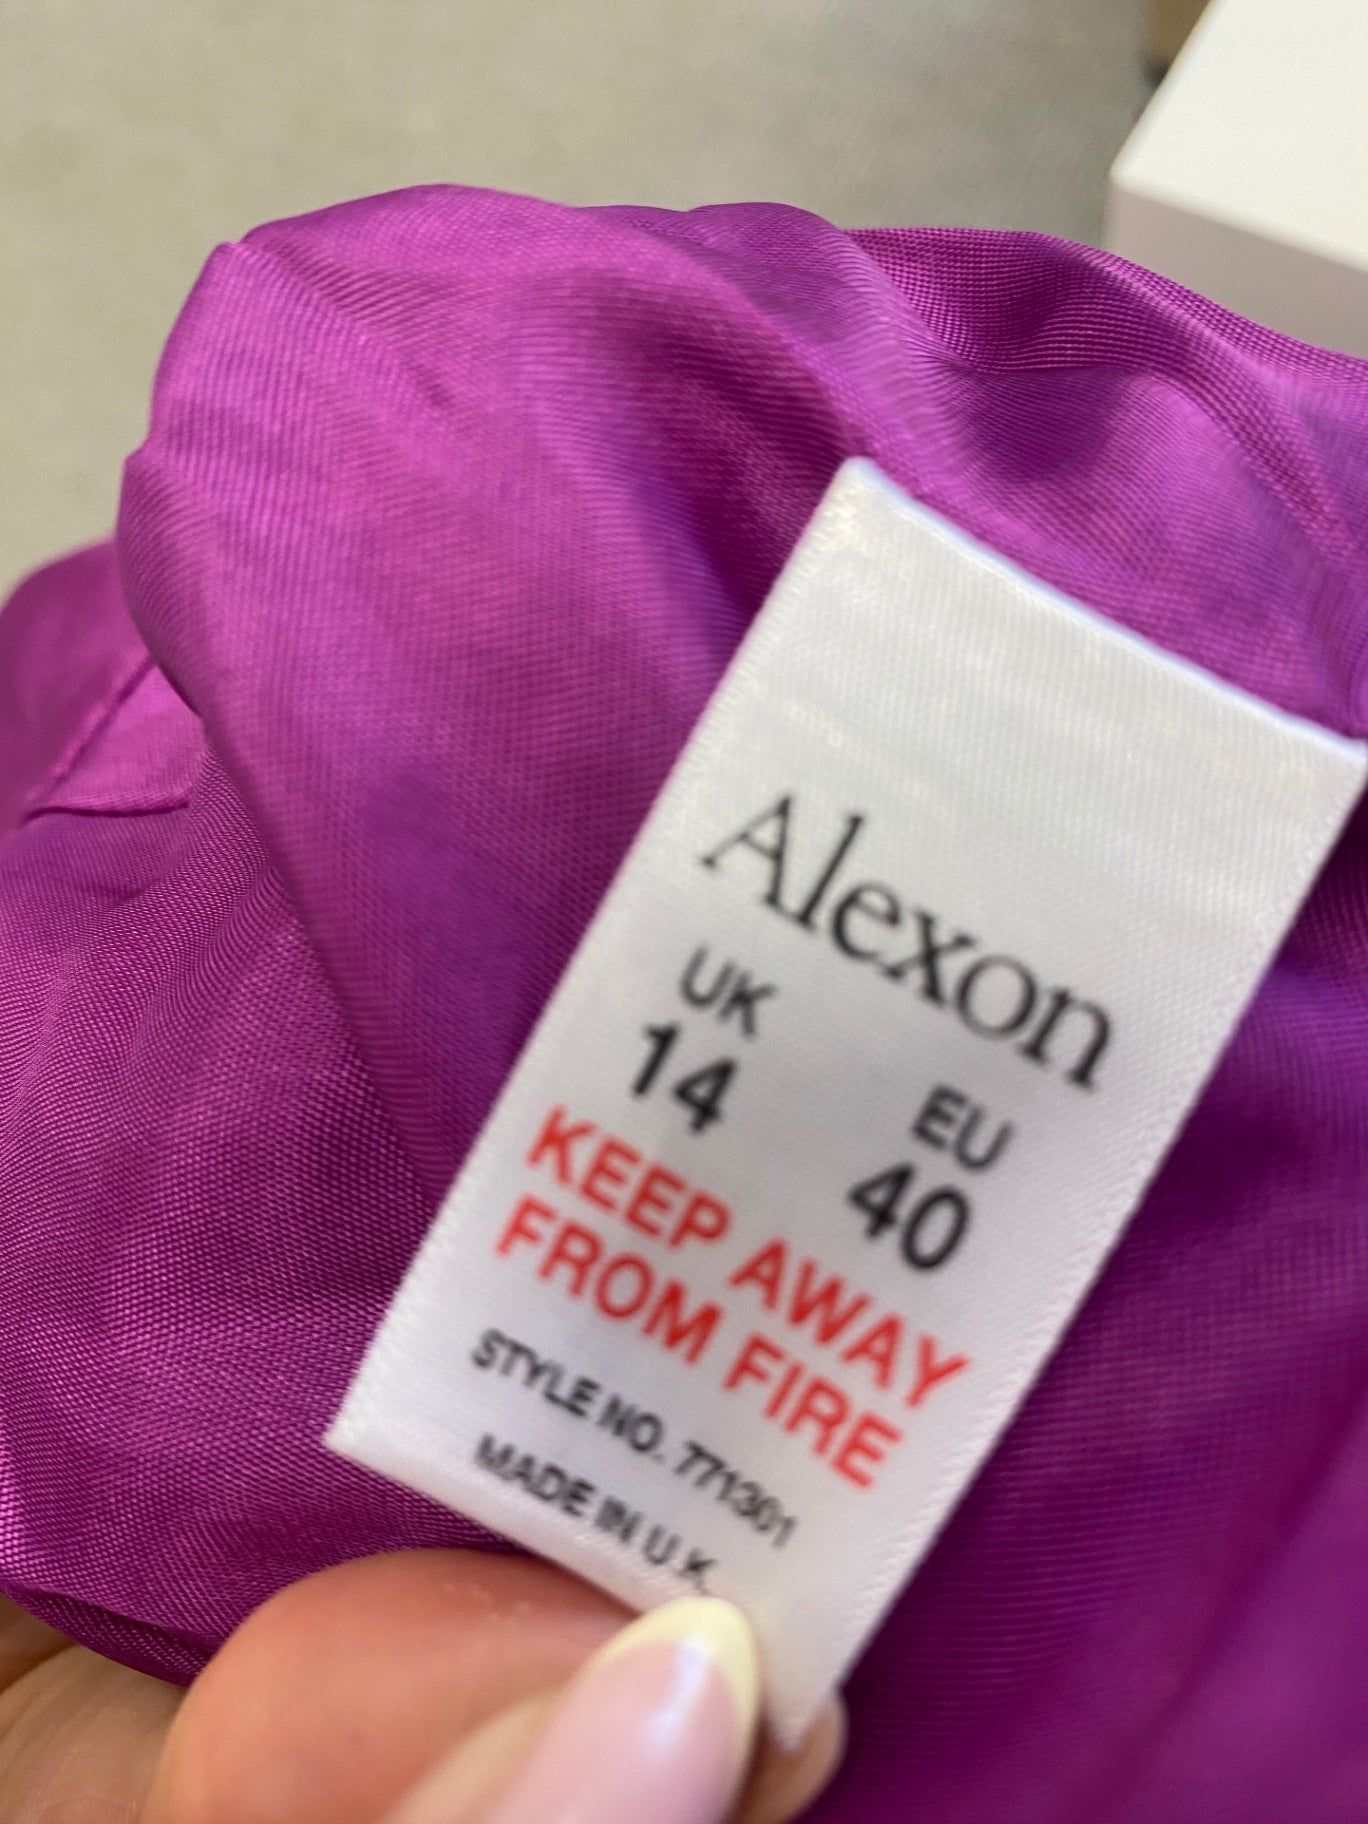 Alexon
UK EU
14 40
KEEP AWAY
FROM FIRE
STYLE NO. 771301
MADE IN U.K.